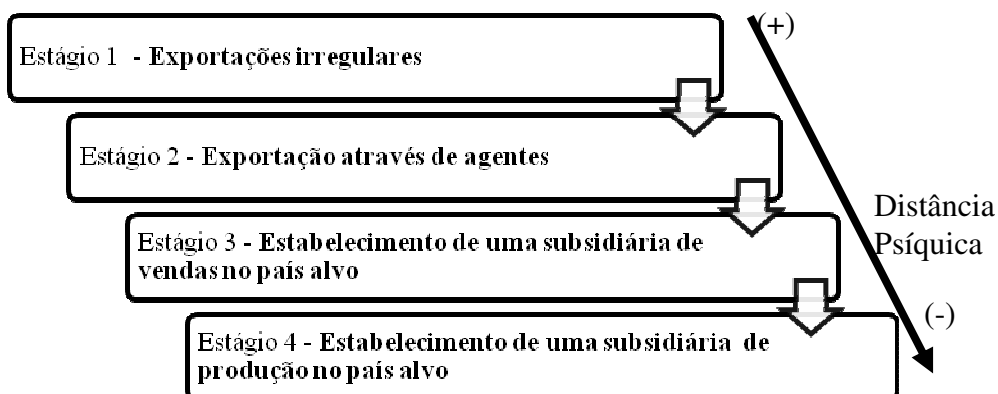 (+)
Estágio 1 - Exportações irregulares
Estágio 2 - Exportação através de agentes
Estágio 3 - Estabelecimento de uma subsidiária de
vendas no país alvo
Distância
Psíquica
(-)
Estágio 4 - Estabelecimento de uma subsidiária de
produção no país alvo